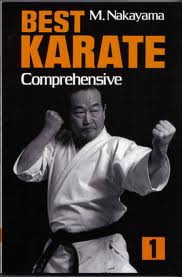 M. Nakayama
BEST
KARATE
Comprehensive
1